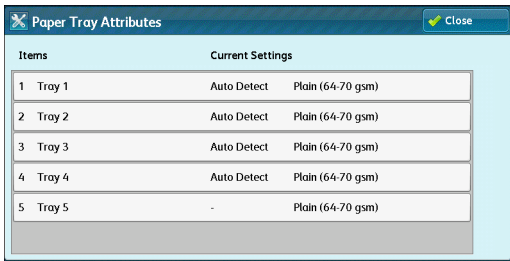 Paper Tray Attributes Close
Items Current Settings
1 Tray 1 Auto Detect Plain (64-70 gsm)
2 Tray 2 Auto Detect Plain (64-70 gsm)
3 Tray 3 Auto Detect Plain (64-70 gsm)
4 Tray 4 Auto Detect Plain (64-70 gsm)
5 Tray 5 - Plain (64-70 gsm)